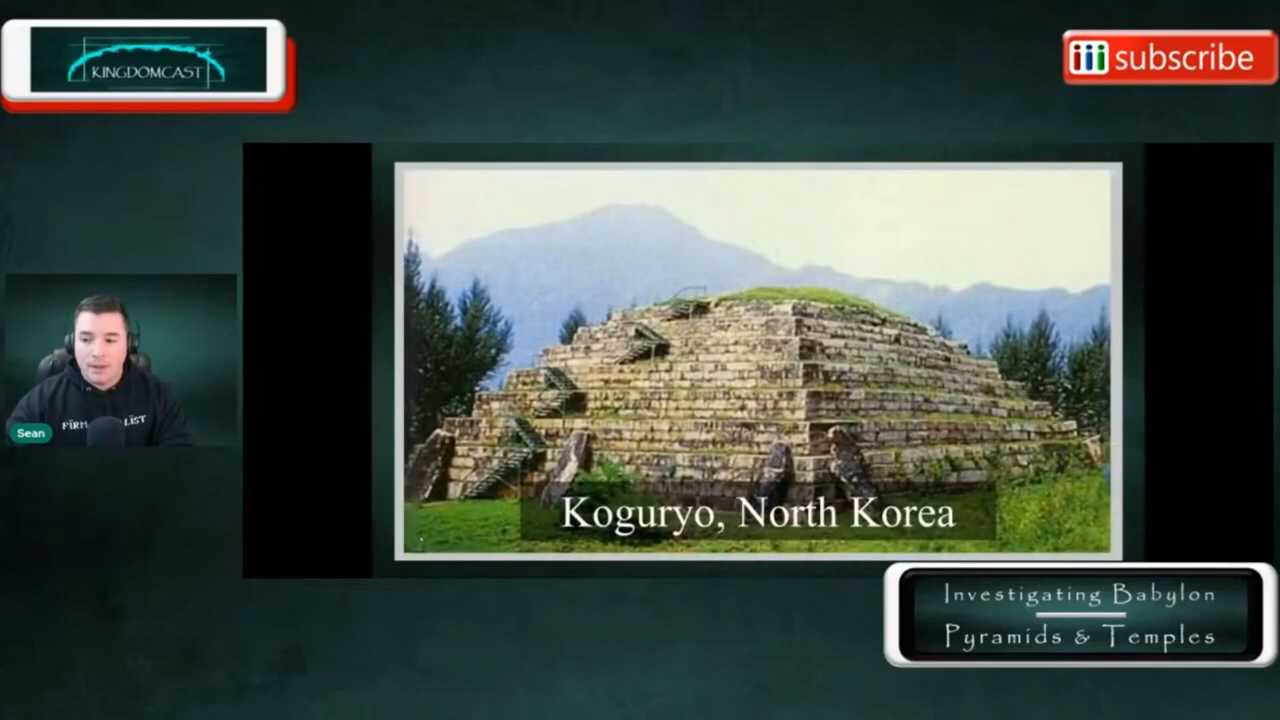 KINGDOMCAST
subscribe
Sean
Koguryo, North Korea
Investigating Babylon
Pyramids & Temples